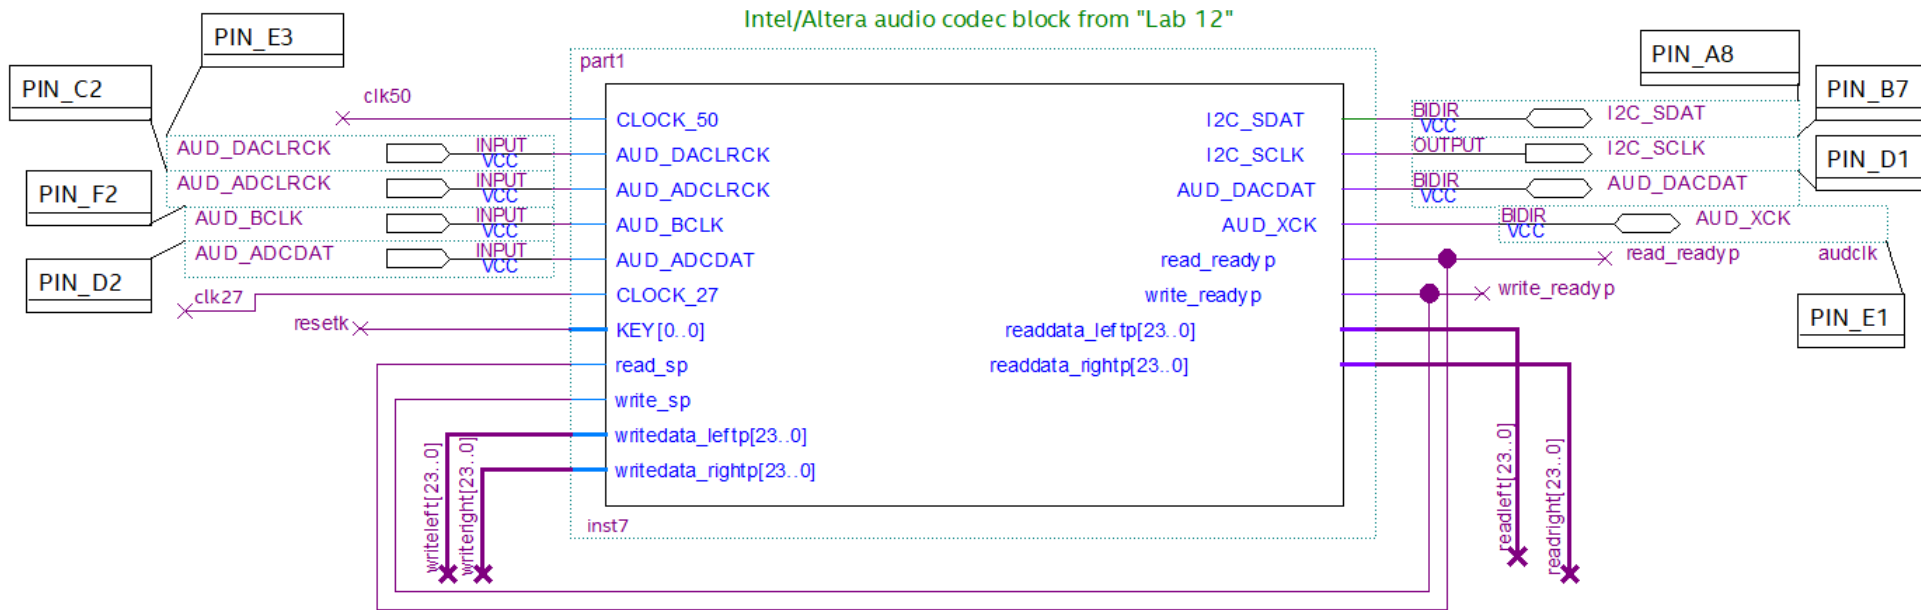 Intel/Altera audio codec block from "Lab 12"
PIN_E3
PIN_C2
PIN_F2
PIN_D2
PIN_A8
PIN_B7
PIN_D1
PIN_E1
part1
clk50
AUD_DACLRCK
INPUT
VCC
AUD_ADCLRCK
INPUT
VCC
AUD_BCLK
INPUT
VCC
AUD_ADCDAT
INPUT
VCC
clk27
resetk
CLOCK_50
AUD_DACLRCK
AUD_ADCLRCK
AUD_BCLK
AUD_ADCDAT
CLOCK_27
KEY[0..0]
read_sp
write_sp
writedata_leftp[23..0]
writedata_rightp[23..0]
I2C_SDAT
I2C_SCLK
AUD_DACDAT
AUD_XCK
read_readyp
write_readyp
readdata_leftp[23..0]
readdata_rightp[23..0]
BIDIR
VCC
I2C_SDAT
OUTPUT
I2C_SCLK
BIDIR
VCC
AUD_DACDAT
BIDIR
VCC
AUD_XCK
read_readyp
audclk
write_readyp
writeleft[23..0]
writeright[23..0]
readleft[23..0]
readright[23..0]
inst7